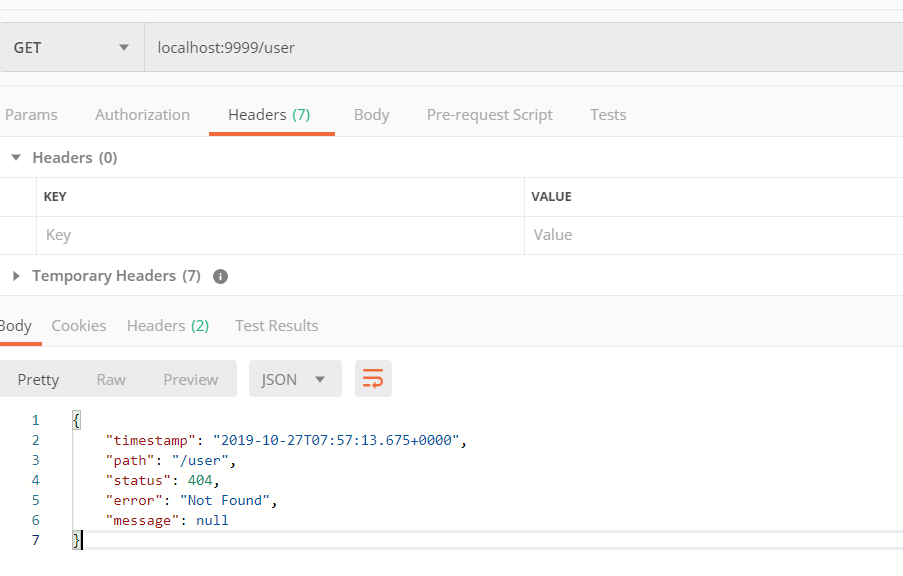 GET localhost:9999/user
Params Authorization Headers (7) Body Pre-request Script Tests
Headers (0)
KEY VALUE
Key Value
Temporary Headers (7) i
Body Cookies Headers (2) Test Results
Pretty Raw Preview JSON
1 {
2 "timestamp": "2019-10-27T07:57:13.675+0000",
3 "path": "/user",
4 "status": 404,
5 "error": "Not Found",
6 "message": null
7 }